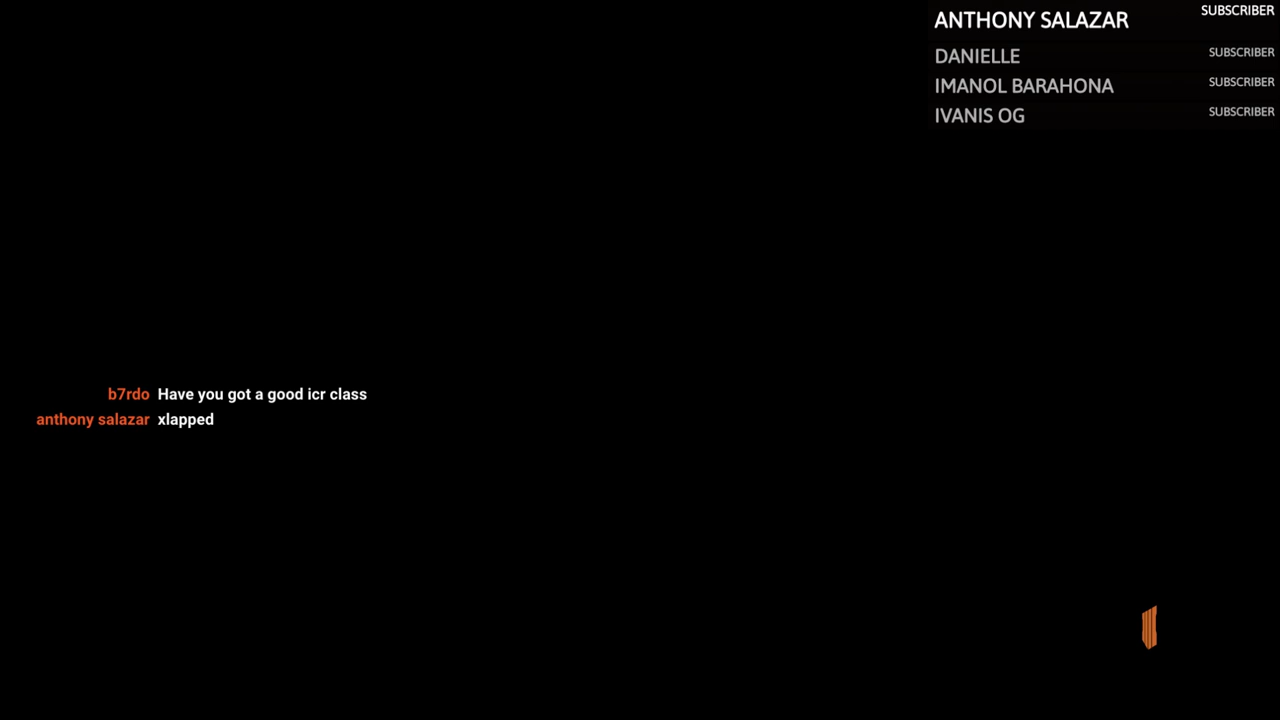 ANTHONY SALAZAR SUBSCRIBER
DANIELLE SUBSCRIBER
IMANOL BARAHONA SUBSCRIBER
IVANIS OG SUBSCRIBER
b7rdo Have you got a good icr class
anthony salazar xlapped